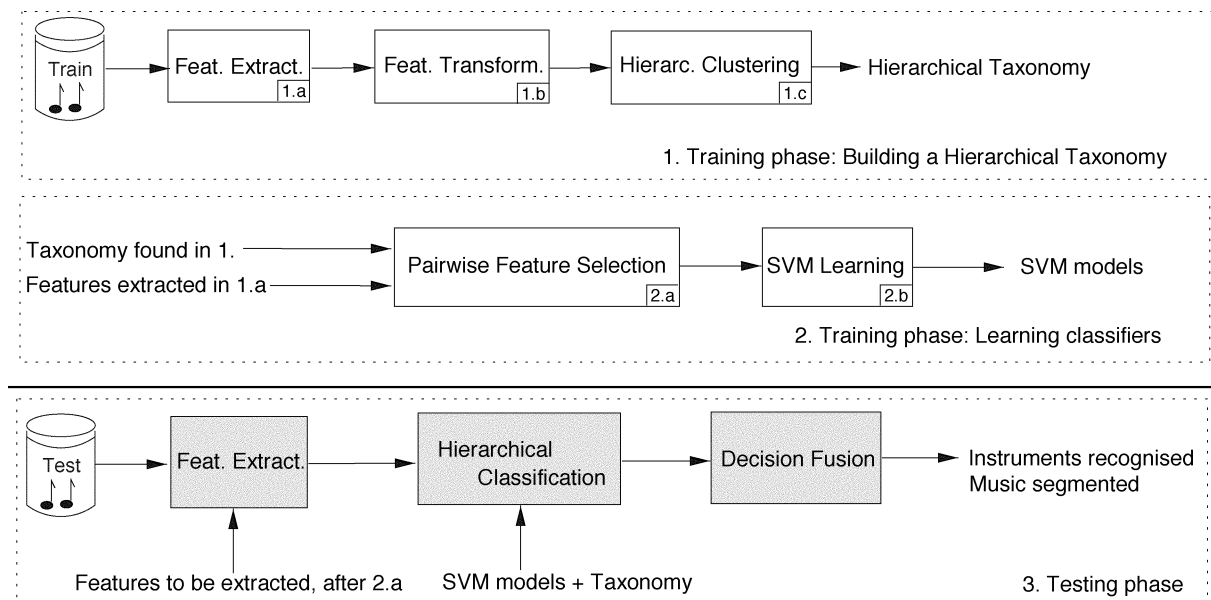 Train
Feat. Extract.
1.a
Feat. Transform.
1.b
Hierarc. Clustering
1.c
Hierarchical Taxonomy
1. Training phase: Building a Hierarchical Taxonomy
Taxonomy found in 1.
Features extracted in 1.a
Pairwise Feature Selection
2.a
SVM Learning
2.b
SVM models
2. Training phase: Learning classifiers
Test
Feat. Extract.
Hierarchical
Classification
Decision Fusion
Instruments recognised
Music segmented
Features to be extracted, after 2.a
SVM models + Taxonomy
3. Testing phase